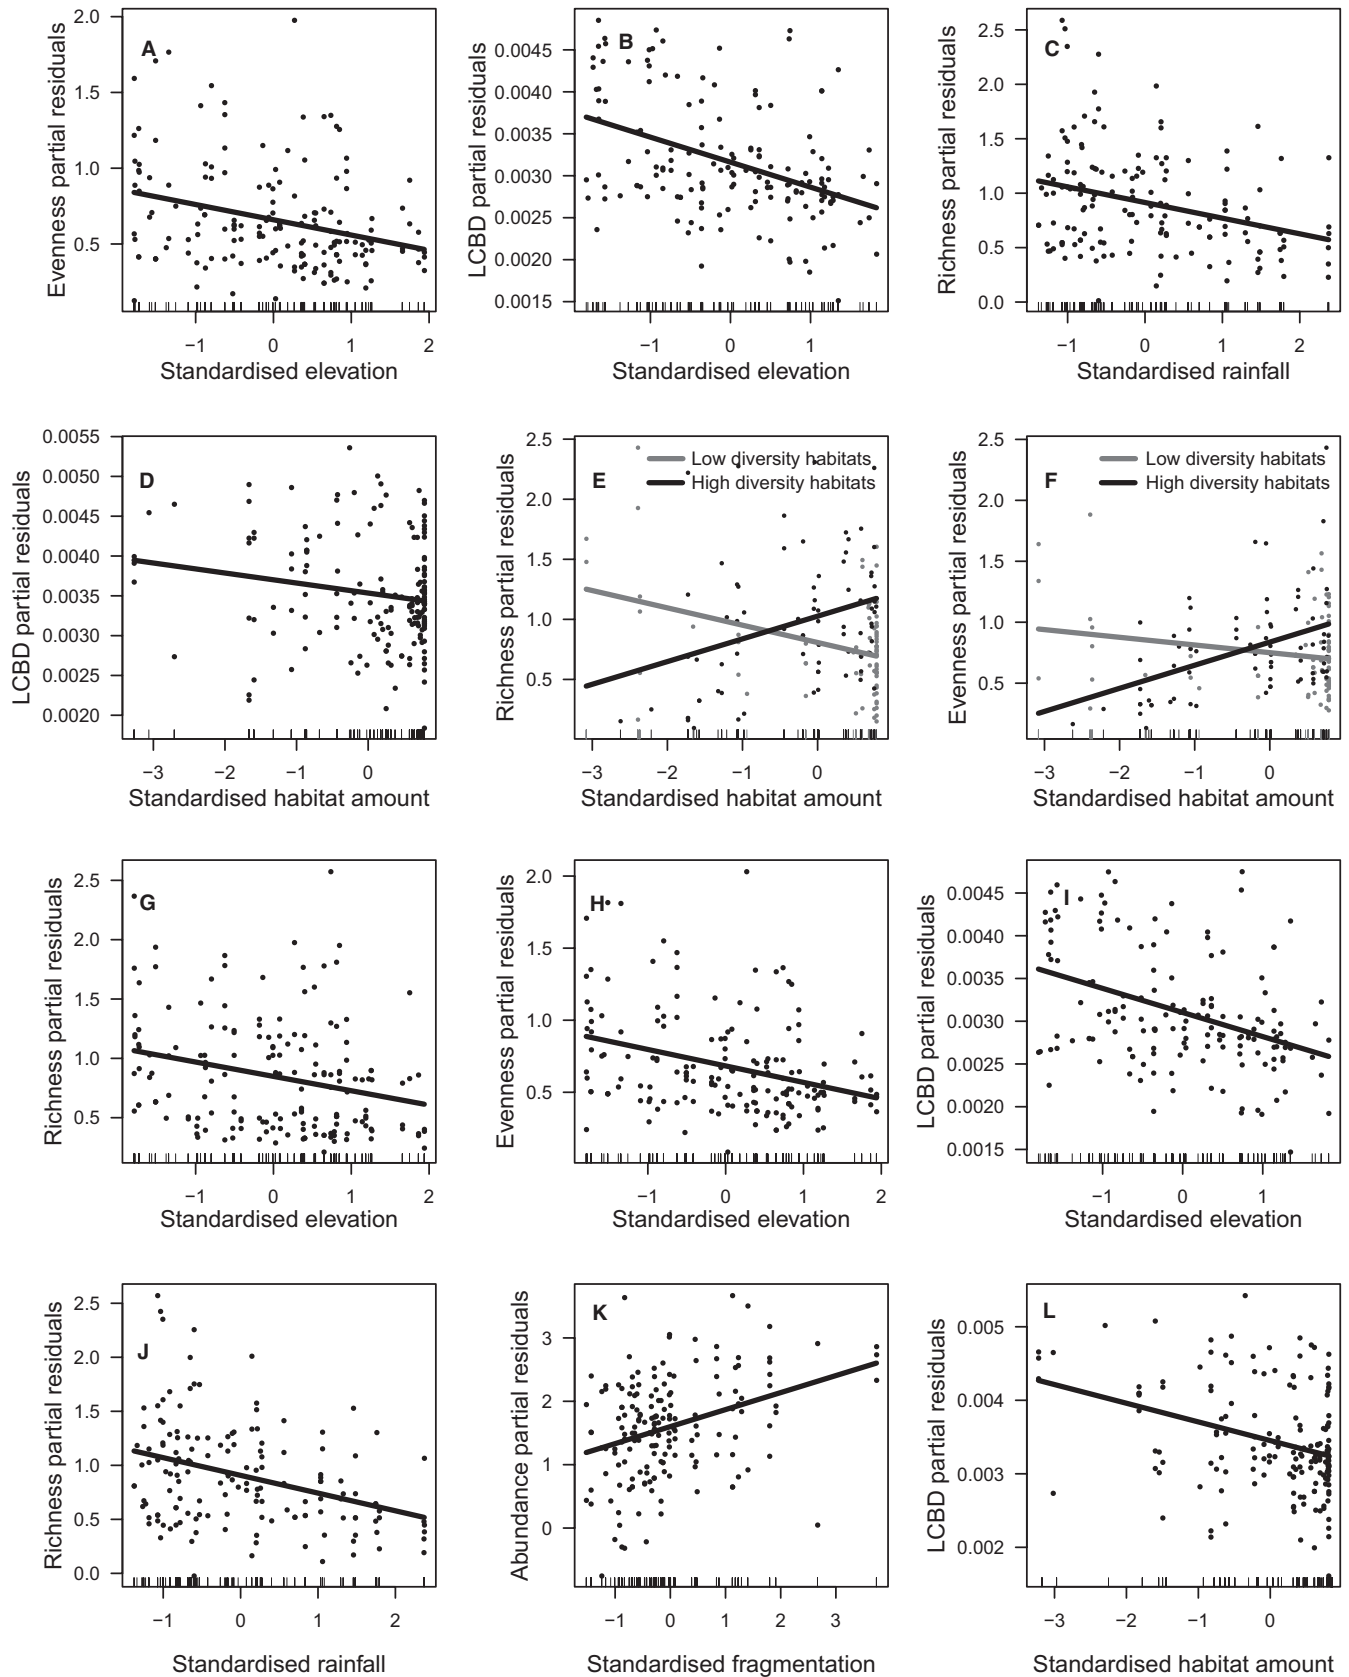 A
Evenness partial residuals
2.0
1.5
1.0
0.5
−1 0 1 2
Standardised elevation
B
LCBD partial residuals
0.0045
0.0040
0.0035
0.0030
0.0025
0.0020
0.0015
−1 0 1
Standardised elevation
C
Richness partial residuals
2.5
2.0
1.5
1.0
0.5
0.0
−1 0 1 2
Standardised rainfall
D
LCBD partial residuals
0.0055
0.0050
0.0045
0.0040
0.0035
0.0030
0.0025
0.0020
−3 −2 −1 0
Standardised habitat amount
E
Low diversity habitats
High diversity habitats
Richness partial residuals
2.5
2.0
1.5
1.0
0.5
−3 −2 −1 0
Standardised habitat amount
F
Low diversity habitats
High diversity habitats
Evenness partial residuals
2.5
2.0
1.5
1.0
0.5
−3 −2 −1 0
Standardised habitat amount
G
Richness partial residuals
2.5
2.0
1.5
1.0
0.5
−1 0 1 2
Standardised elevation
H
Evenness partial residuals
2.0
1.5
1.0
0.5
−1 0 1 2
Standardised elevation
I
LCBD partial residuals
0.0045
0.0040
0.0035
0.0030
0.0025
0.0020
0.0015
−1 0 1
Standardised elevation
J
Richness partial residuals
2.5
2.0
1.5
1.0
0.5
0.0
−1 0 1 2
Standardised rainfall
K
Abundance partial residuals
3
2
1
0
−1 0 1 2 3
Standardised fragmentation
L
LCBD partial residuals
0.005
0.004
0.003
0.002
−3 −2 −1 0
Standardised habitat amount